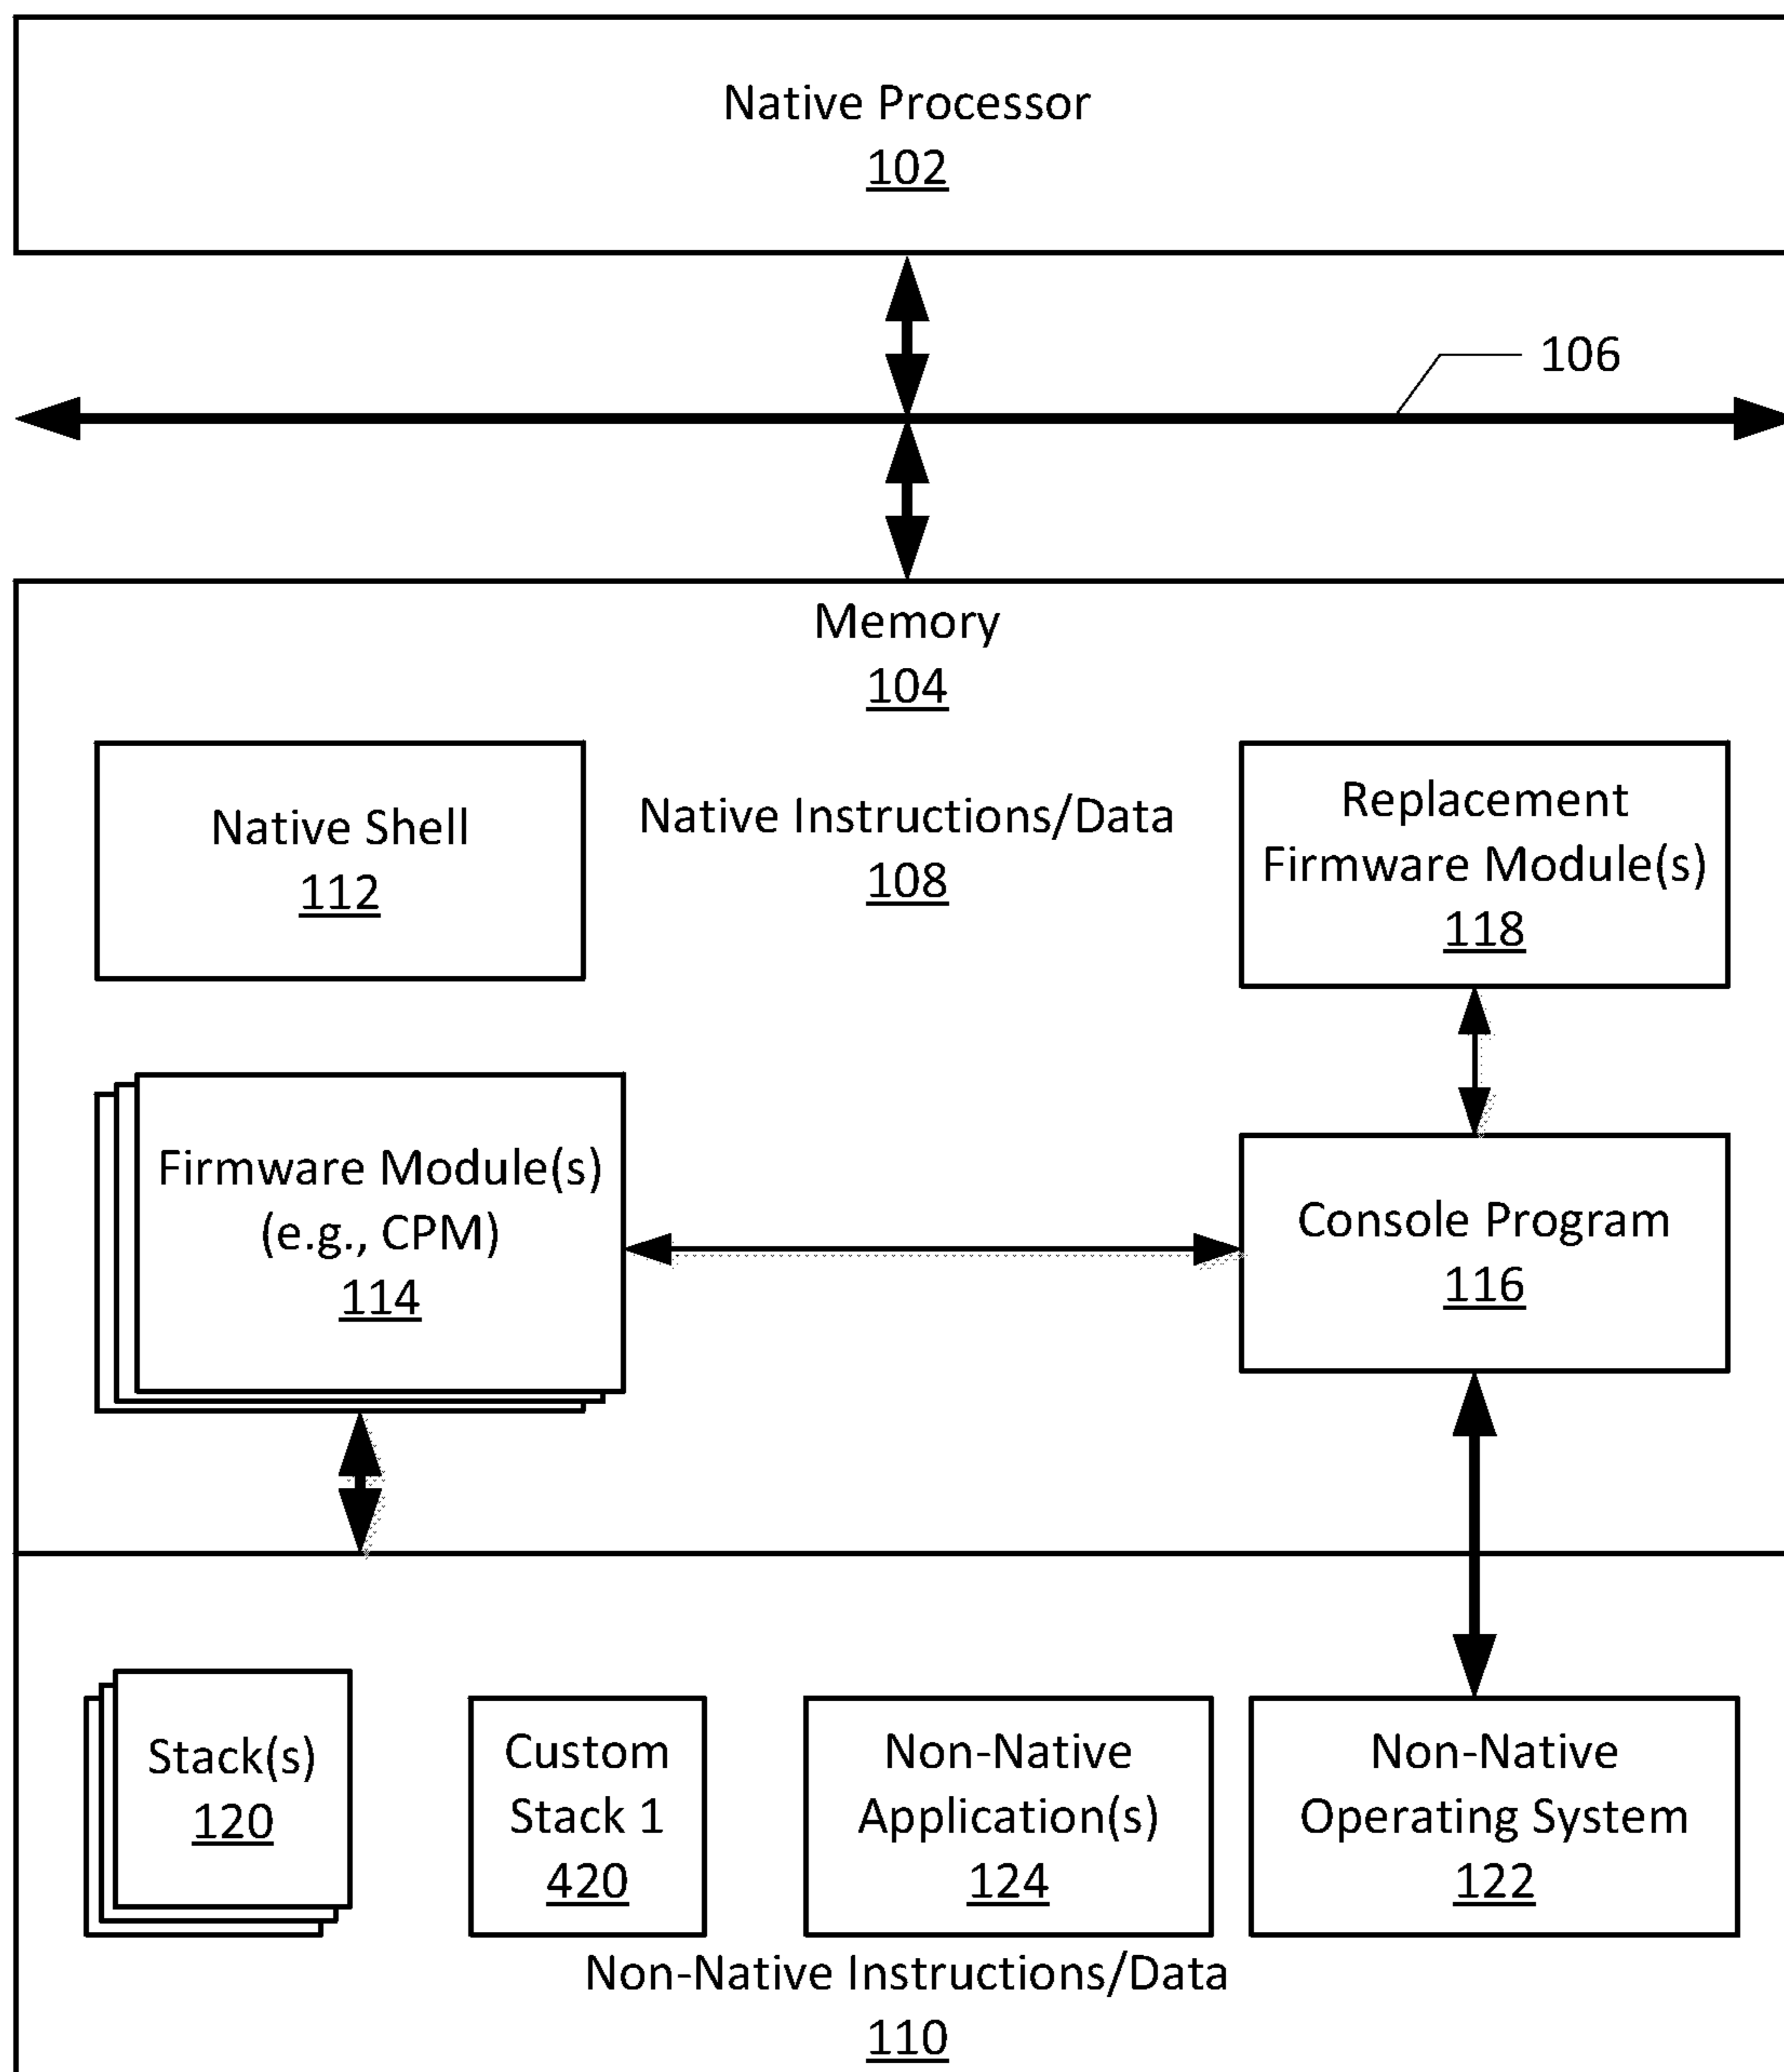 Native Processor
102
106
Memory
104
Native Shell
112
Native Instructions/Data
108
Replacement
Firmware Module(s)
118
Firmware Module(s)
(e.g., CPM)
114
Console Program
116
Stack(s)
120
Custom
Stack 1
420
Non-Native
Application(s)
124
Non-Native
Operating System
122
Non-Native Instructions/Data
110